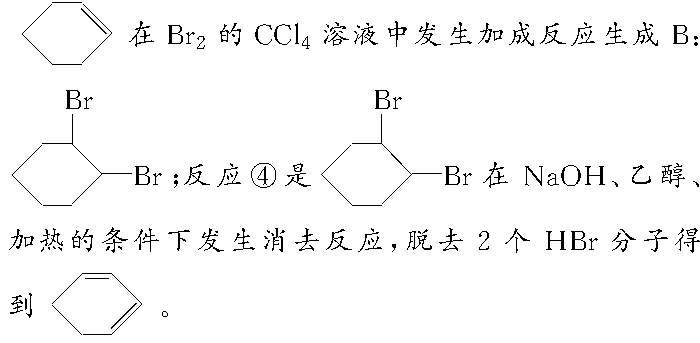 在 Br₂ 的 CCl₄ 溶液中发生加成反应生成 B:
Br Br
Br ;反应④是 Br 在 NaOH、乙醇、
加热的条件下发生消去反应,脱去 2 个 HBr 分子得
到 。